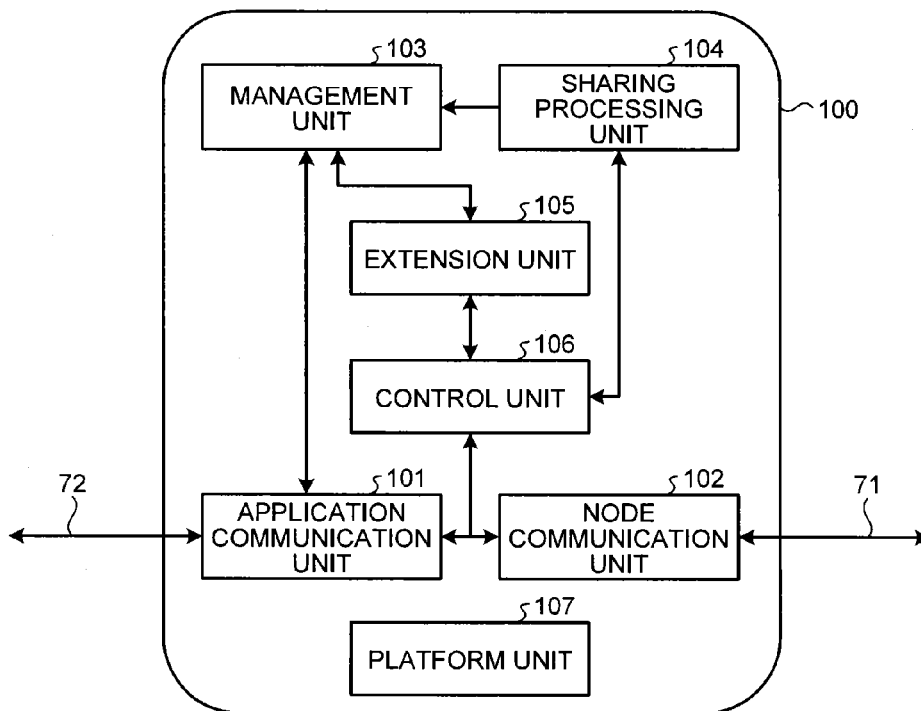 103
MANAGEMENT
UNIT
104
SHARING
PROCESSING
UNIT
100
105
EXTENSION UNIT
106
CONTROL UNIT
72
101
APPLICATION
COMMUNICATION
UNIT
102
NODE
COMMUNICATION
UNIT
71
107
PLATFORM UNIT